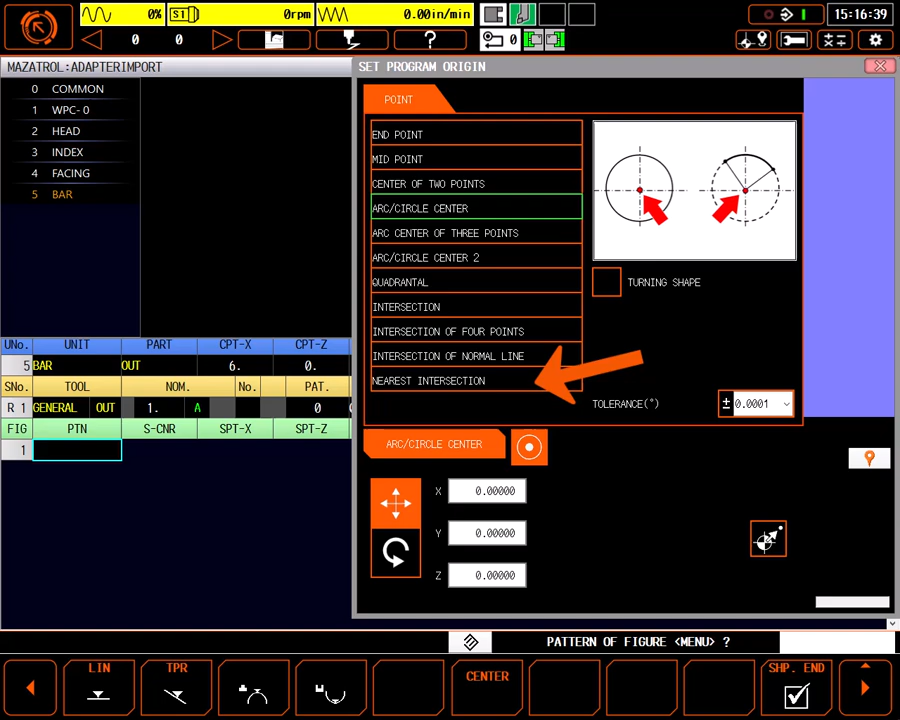 0% S1 0rpm 0.00in/min 15:16:39
0 0 ? 0
MAZATROL:ADAPTERIMPORT
SET PROGRAM ORIGIN
0 COMMON
1 WPC- 0
2 HEAD
3 INDEX
4 FACING
5 BAR
POINT
END POINT
MID POINT
CENTER OF TWO POINTS
ARC/CIRCLE CENTER
ARC CENTER OF THREE POINTS
ARC/CIRCLE CENTER 2
QUADRANTAL
INTERSECTION
INTERSECTION OF FOUR POINTS
INTERSECTION OF NORMAL LINE
NEAREST INTERSECTION
TURNING SHAPE
TOLERANCE(°) ± 0.0001
UNo. UNIT PART CPT-X CPT-Z
5 BAR OUT 6. 0.
SNo. TOOL NOM. No. PAT.
R 1 GENERAL OUT 1. A 0
FIG PTN S-CNR SPT-X SPT-Z
1
ARC/CIRCLE CENTER
X 0.00000
Y 0.00000
Z 0.00000
PATTERN OF FIGURE <MENU> ?
LIN TPR CENTER SHP. END